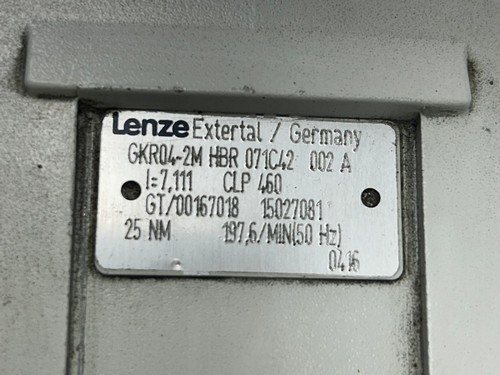 Lenze Extertal / Germany
GKR04-2M HBR 071C42 002 A
I=7,111 CLP 460
GT/00167018 15027081
25 NM 197,6/MIN(50 Hz)
0416